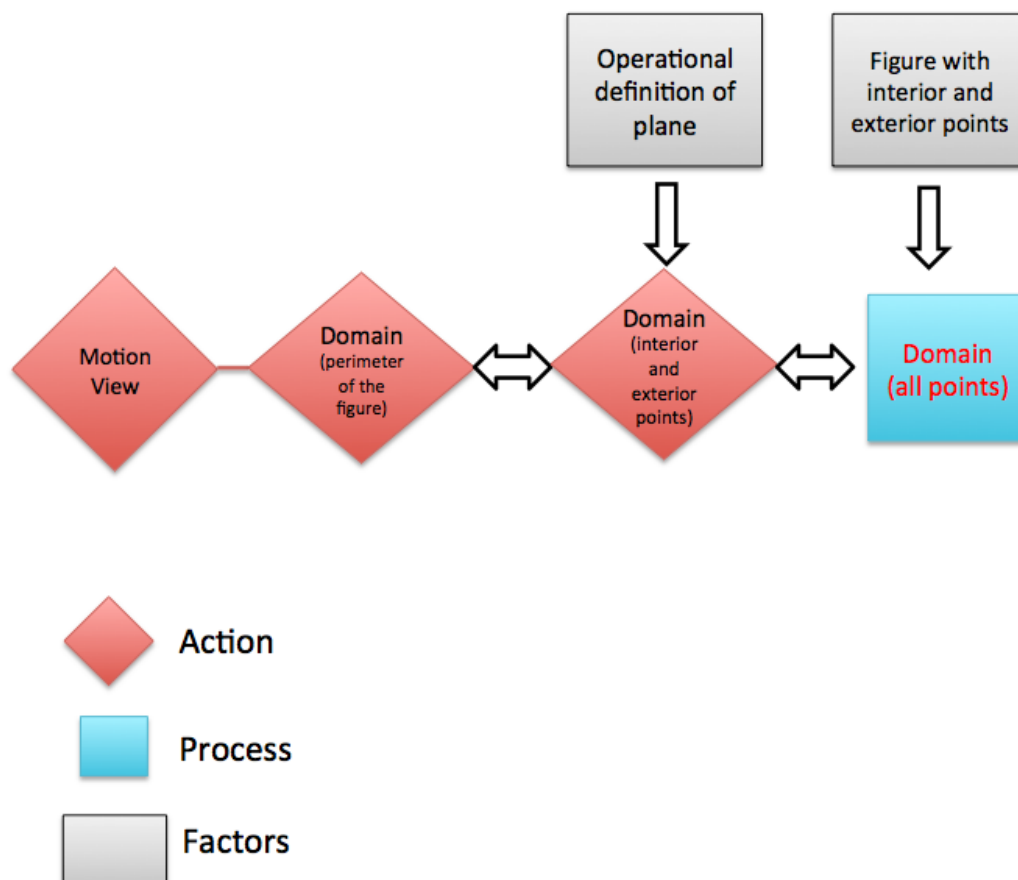 Operational
definition of
plane
Figure with
interior and
exterior points
Motion
View
Domain
(perimeter
of the
figure)
Domain
(interior
and
exterior
points)
Domain
(all points)
Action
Process
Factors